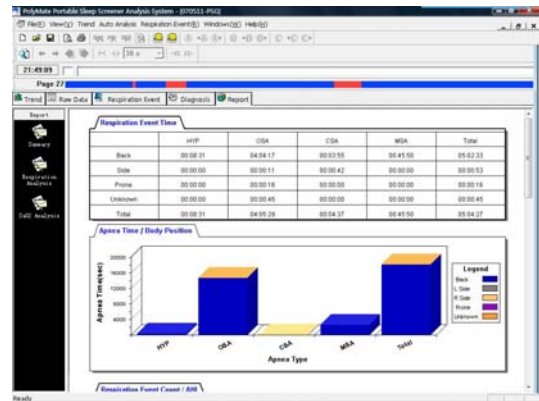 PolyMate Portable Sleep Screener Analysis System - [070533-PSG]
File(F) View(V) Trend Auto Analysis Respiration Event(E) Windows(W) Help(H)
30 s
21:49:09
Page 27
Trend Raw Data Respiration Event Diagnosis Report
Report
Summary
Respiration Analysis
Self Analysis
Respiration Event Time
HYP OSA CSA MSA Total
Back 00:08:31 04:04:17 00:03:55 00:45:50 05:02:33
Side 00:00:00 00:00:11 00:00:42 00:00:00 00:00:53
Prone 00:00:00 00:00:16 00:00:00 00:00:00 00:00:16
Unknown 00:00:00 00:00:45 00:00:00 00:00:00 00:00:45
Total 00:08:31 04:05:29 00:04:37 00:45:50 05:04:27
Apnea Time / Body Position
Apnea Time(sec)
20000
16000
12000
8000
4000
HYP OSA CSA MSA Total
Apnea Type
Legend
Back
L Side
R Side
Prone
Unknown
Respiration Event Count / AHI
Ready